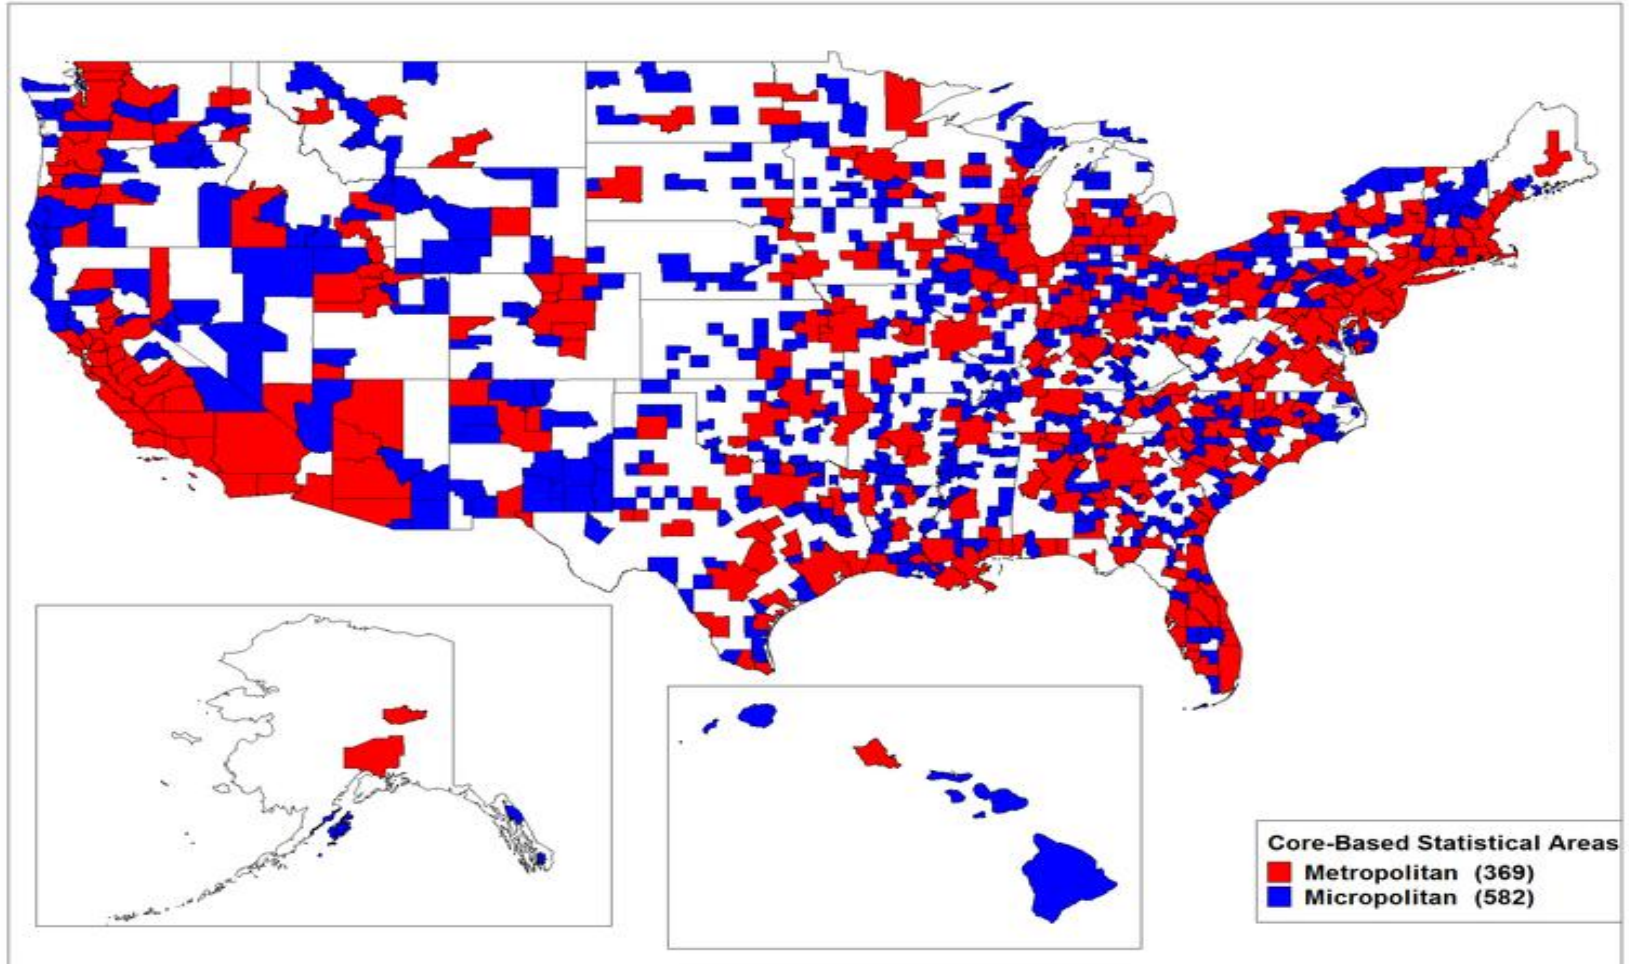 Core-Based Statistical Areas
Metropolitan (369)
Micropolitan (582)